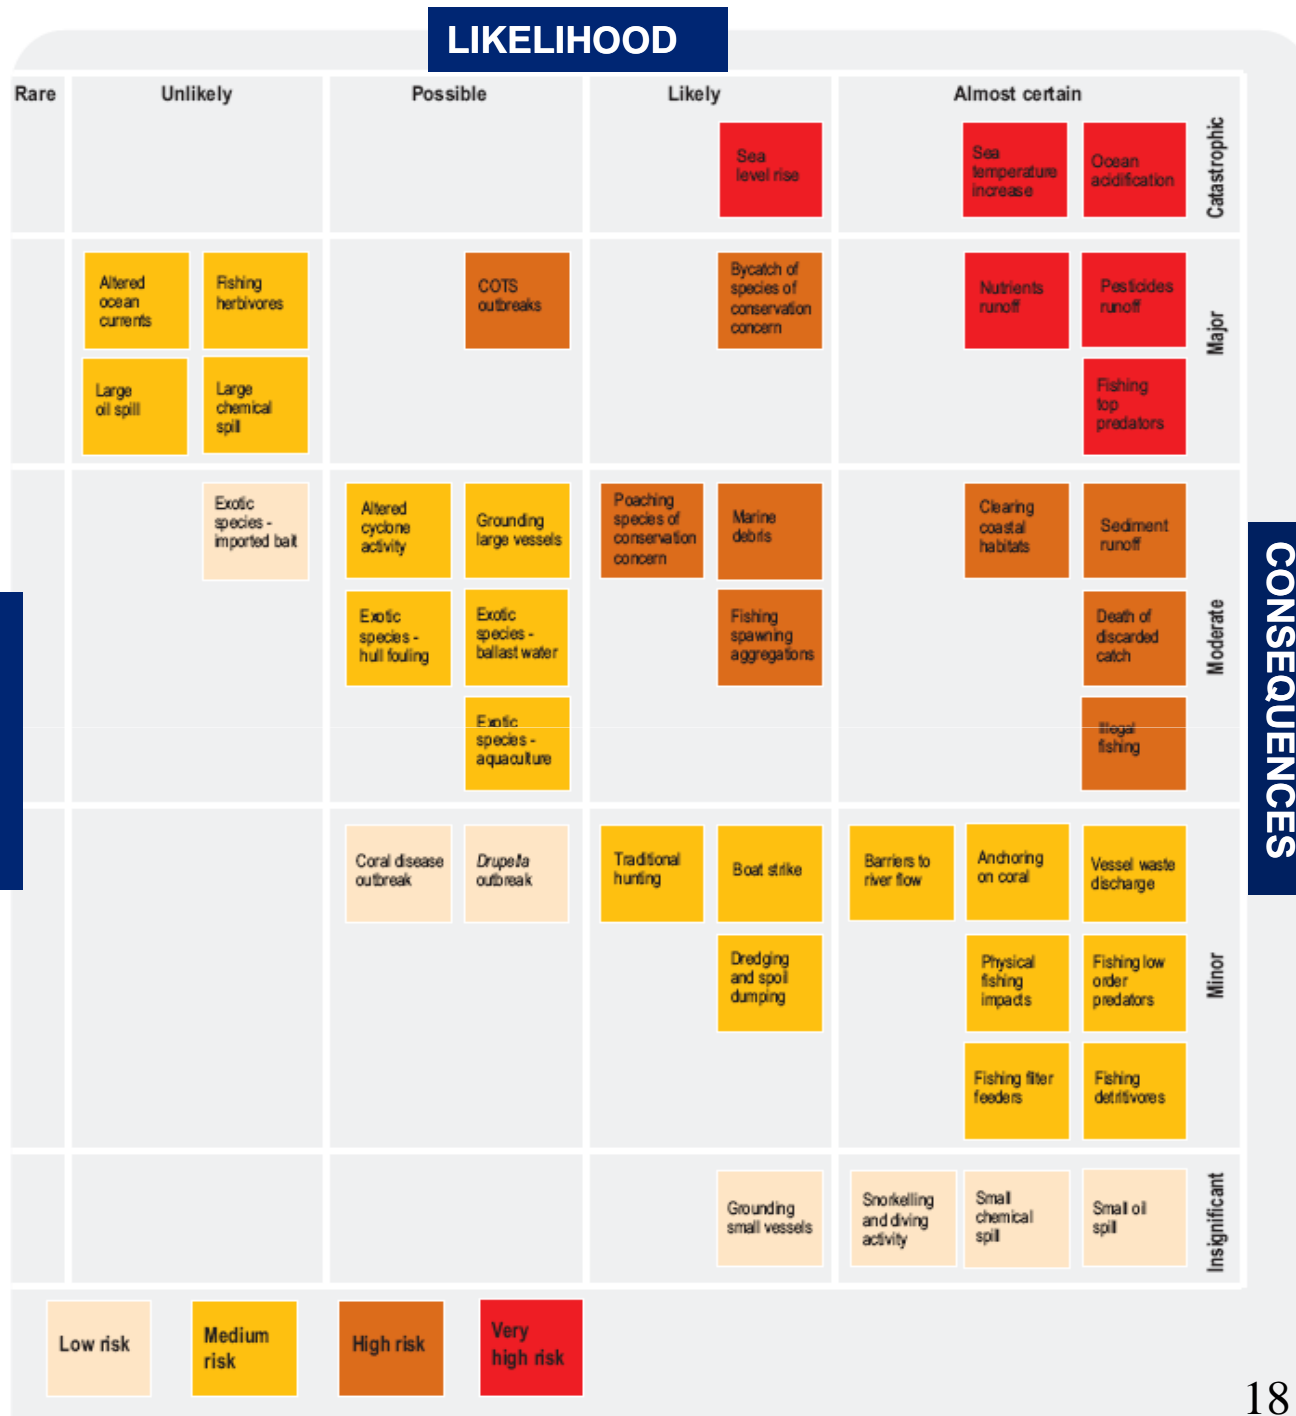 LIKELIHOOD
Rare
Unlikely
Possible
Likely
Almost certain
Sea
level rise
Sea
temperature
increase
Ocean
acidification
Catastrophic
Altered
ocean
currents
Fishing
herbivores
COTS
outbreaks
Bycatch of
species of
conservation
concern
Nutrients
runoff
Pesticides
runoff
Large
oil spill
Large
chemical
spill
Fishing
top
predators
Major
Exotic
species -
imported bait
Altered
cyclone
activity
Grounding
large vessels
Poaching
species of
conservation
concern
Marine
debris
Clearing
coastal
habitats
Sediment
runoff
Exotic
species -
hull fouling
Exotic
species -
ballast water
Fishing
spawning
aggregations
Death of
discarded
catch
Exotic
species -
aquaculture
Illegal
fishing
Moderate
CONSEQUENCES
Coral disease
outbreak
Drupella
outbreak
Traditional
hunting
Boat strike
Barriers to
river flow
Anchoring
on coral
Vessel waste
discharge
Dredging
and spoil
dumping
Physical
fishing
impacts
Fishing low
order
predators
Fishing filter
feeders
Fishing
detritivores
Minor
Grounding
small vessels
Snorkelling
and diving
activity
Small
chemical
spill
Small oil
spill
Insignificant
Low risk
Medium
risk
High risk
Very
high risk
18